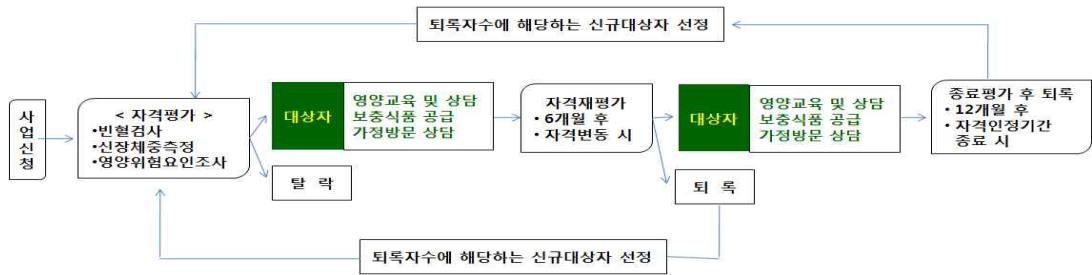 퇴록자수에 해당하는 신규대상자 선정
사
업
신
청
< 자격평가 >
•빈혈검사
•신장체중측정
•영양위험요인조사
대상자
영양교육 및 상담
보충식품 공급
가정방문 상담
탈 락
자격재평가
• 6개월 후
• 자격변동 시
대상자
영양교육 및 상담
보충식품 공급
가정방문 상담
퇴 록
종료평가 후 퇴록
• 12개월 후
• 자격인정기간
종료 시
퇴록자수에 해당하는 신규대상자 선정